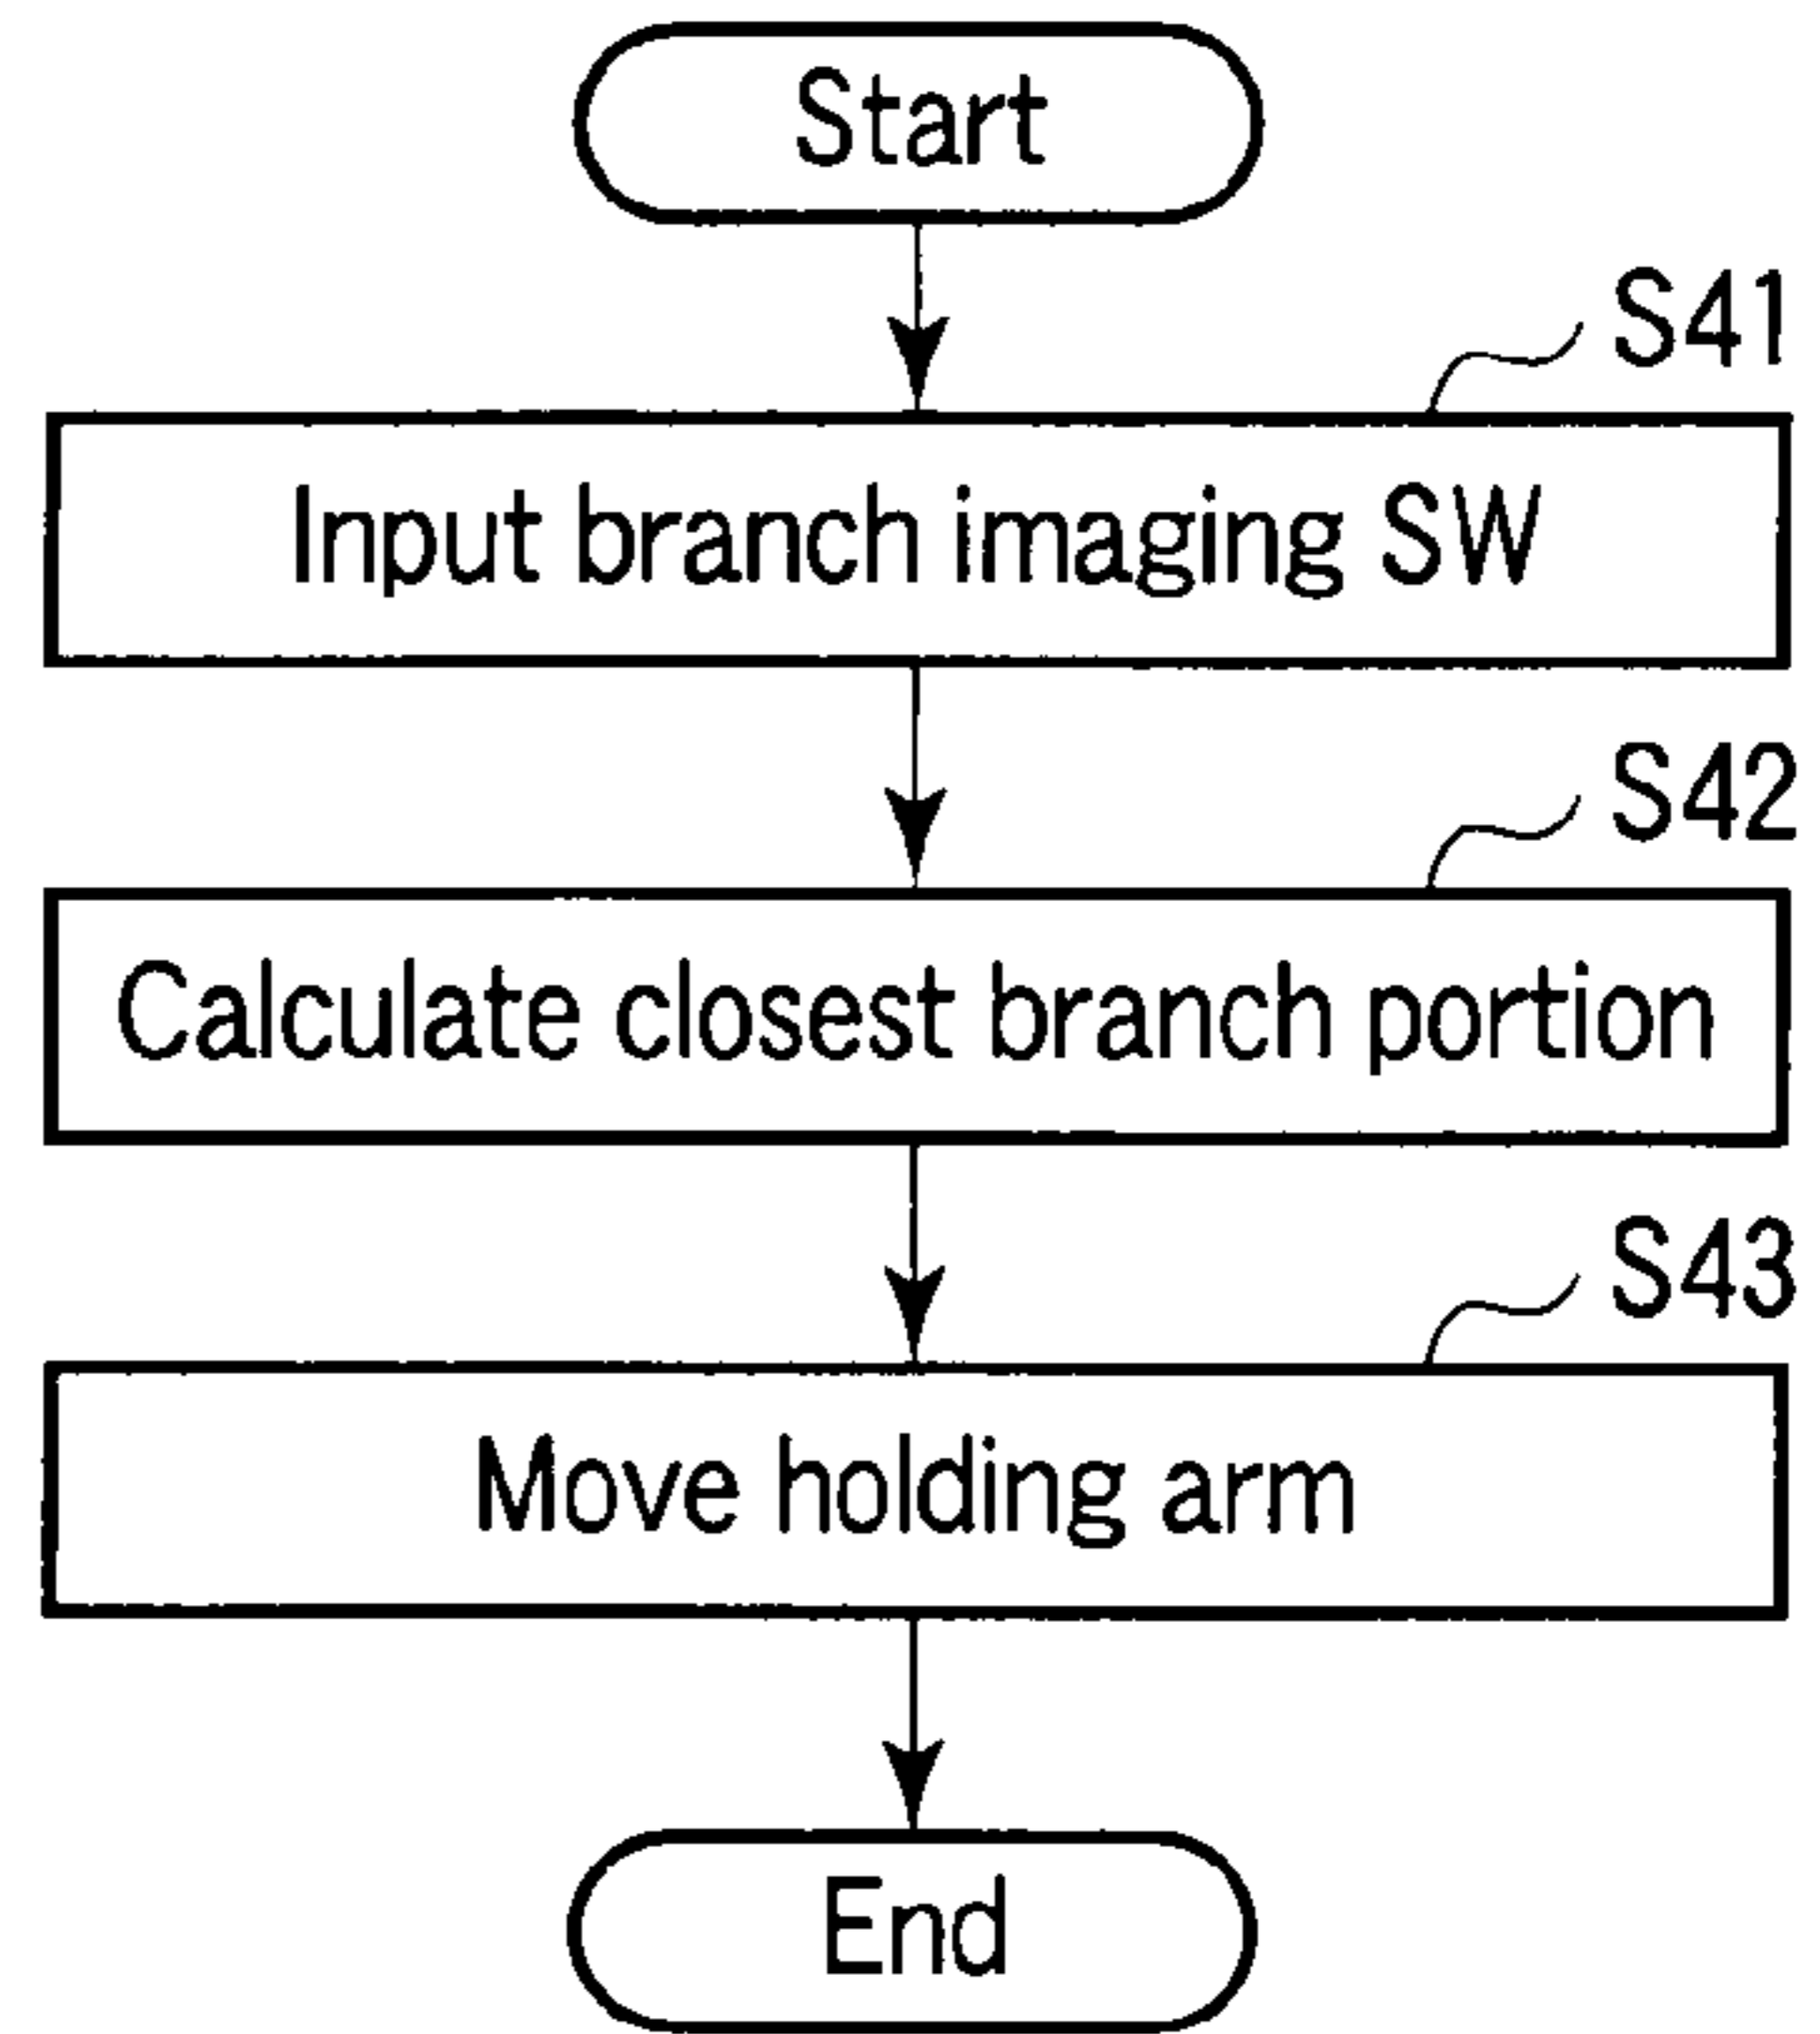 Start
S41
Input branch imaging SW
S42
Calculate closest branch portion
S43
Move holding arm
End